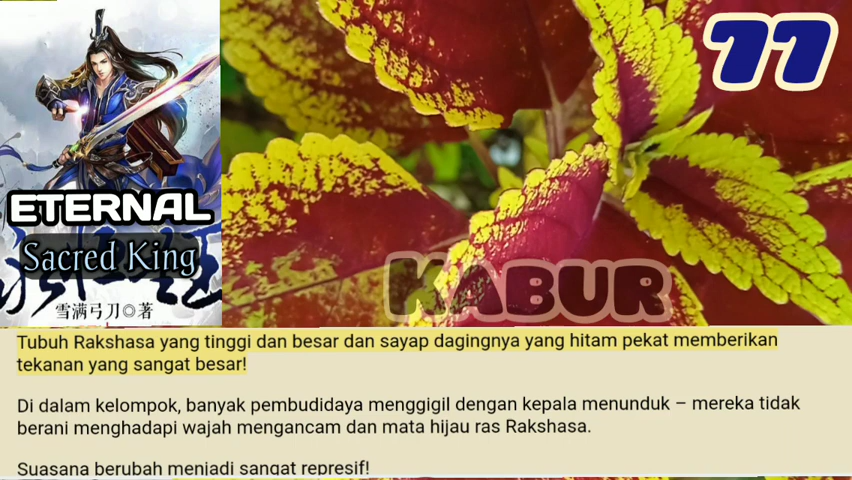 77
ETERNAL
Sacred King
雪满弓刀◎著
KABUR
Tubuh Rakshasa yang tinggi dan besar dan sayap dagingnya yang hitam pekat memberikan
tekanan yang sangat besar!
Di dalam kelompok, banyak pembudidaya menggigil dengan kepala menunduk – mereka tidak
berani menghadapi wajah mengancam dan mata hijau ras Rakshasa.
Suasana berubah menjadi sangat represif!